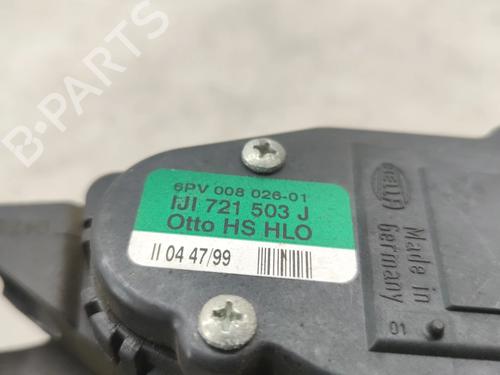 B-PARTS
6PV 008 026-01
IJI 721 503 J
Otto HS HLO
II 04 47/99
Hella
Made in
Germany
01